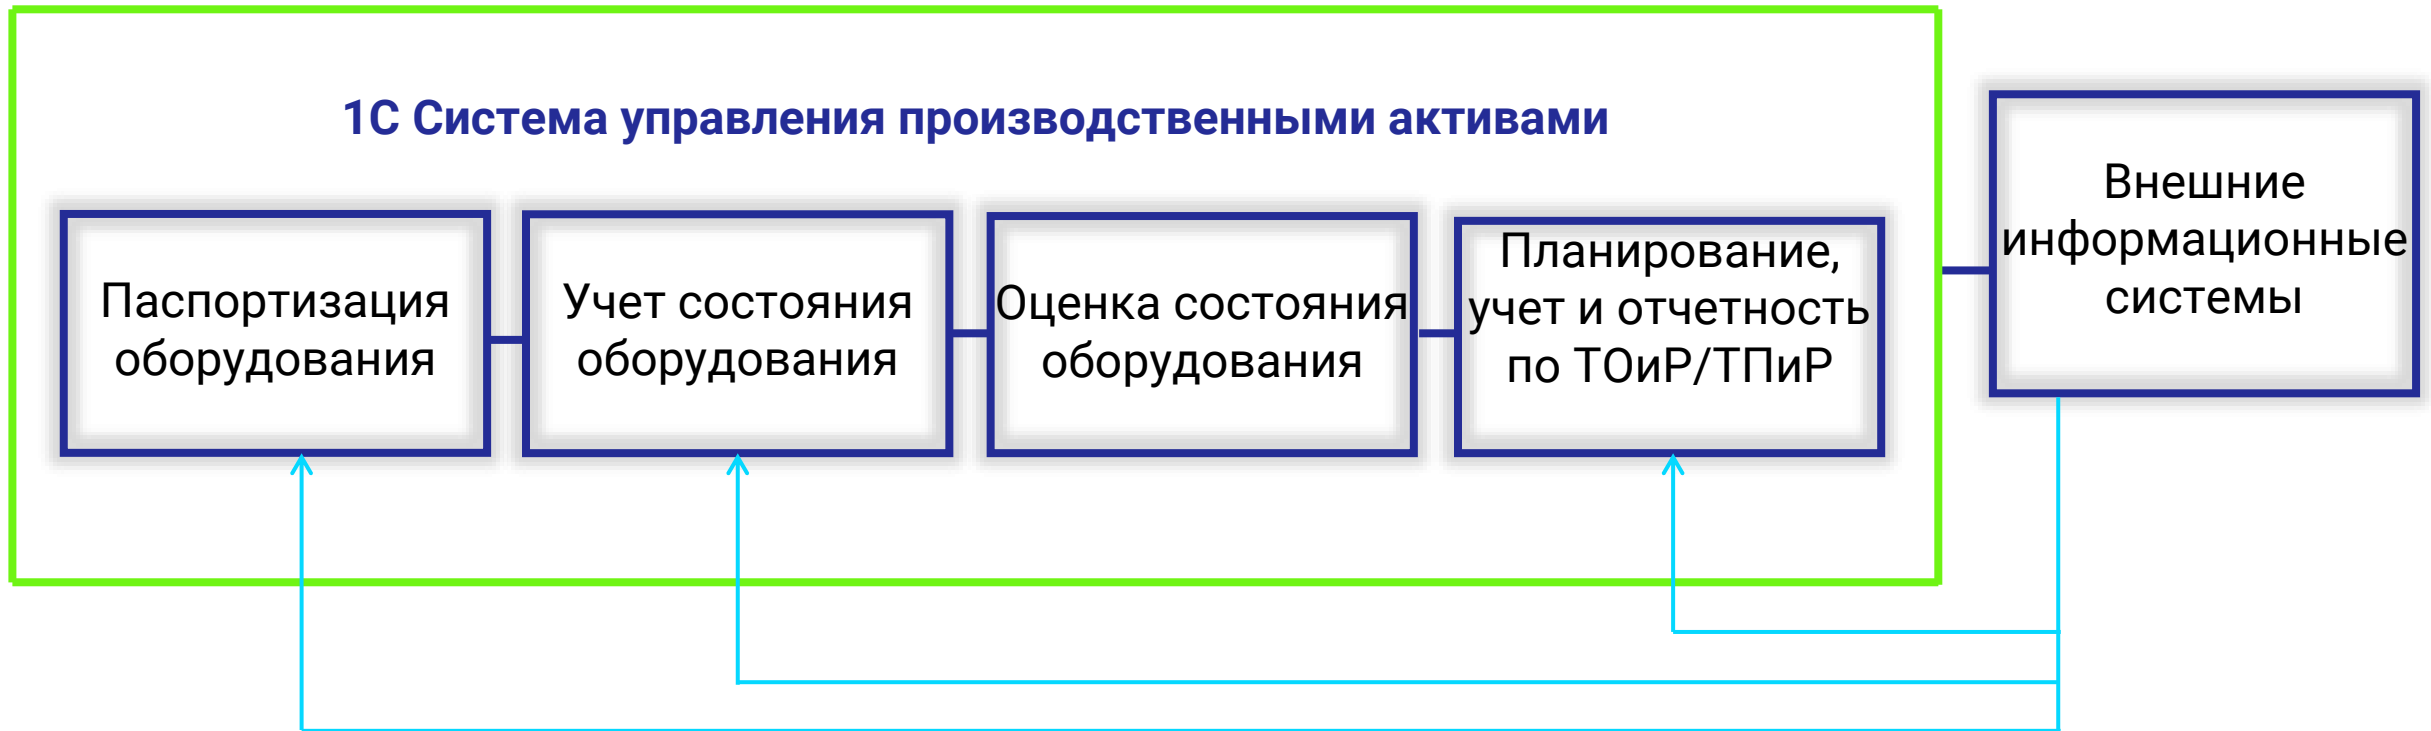 1С Система управления производственными активами
Паспортизация
оборудования
Учет состояния
оборудования
Оценка состояния
оборудования
Планирование,
учет и отчетность
по ТОиР/ТПиР
Внешние
информационные
системы